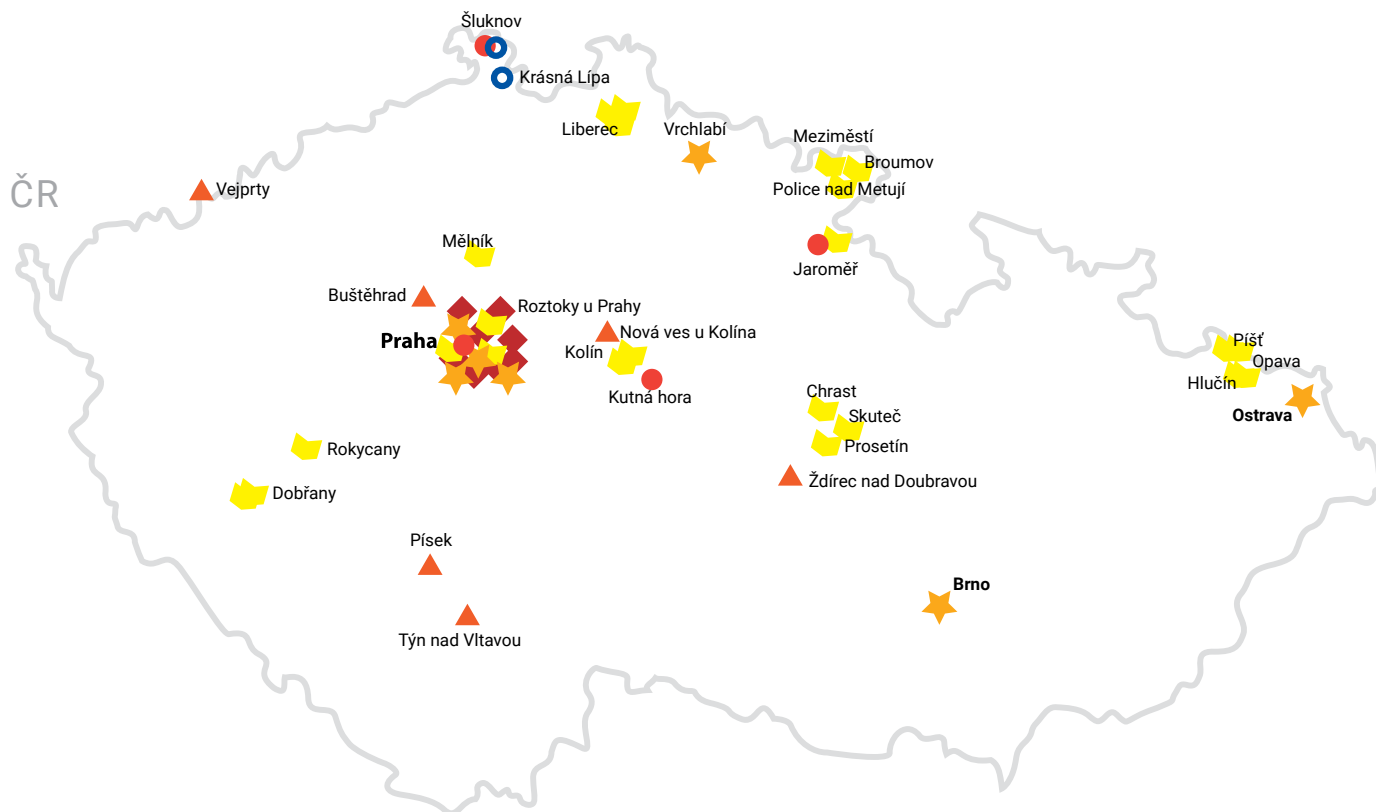 Šluknov
Krásná Lípa
Liberec
Vrchlabí
Meziměstí
Broumov
Police nad Metují
ČR
Vejprty
Mělník
Jaroměř
Buštěhrad
Roztoky u Prahy
Praha
Nová ves u Kolína
Kolín
Kutná hora
Píšť
Opava
Hlučín
Ostrava
Chrast
Skuteč
Prosetín
Rokycany
Ždírec nad Doubravou
Dobřany
Písek
Brno
Týn nad Vltavou